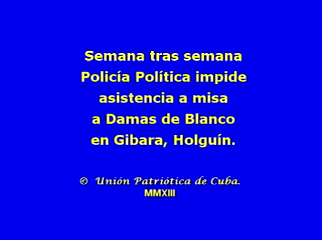 Semana tras semana
Policía Política impide
asistencia a misa
a Damas de Blanco
en Gibara, Holguín.
© Unión Patriótica de Cuba.
MMXIII